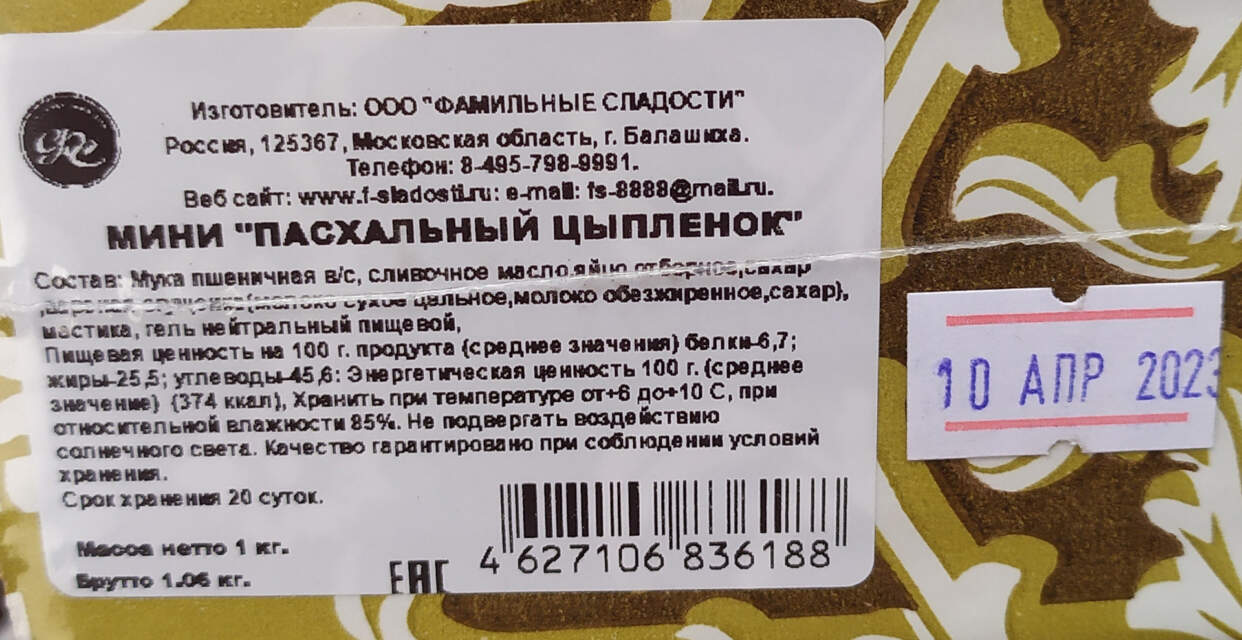 Изготовитель: ООО "ФАМИЛЬНЫЕ СЛАДОСТИ"
Россия, 125367, Московская область, г. Балашиха.
Телефон: 8-495-798-9991.
Веб сайт: www.f-sladosti.ru: e-mail: fs-8888@mail.ru.
МИНИ "ПАСХАЛЬНЫЙ ЦЫПЛЕНОК"
Состав: Мука пшеничная в/с, сливочное масло,яйцо отборное,сахар
,вареная сгущенка(молоко сухое цельное,молоко обезжиренное,сахар),
мастика, гель нейтральный пищевой,
Пищевая ценность на 100 г. продукта (среднее значения) белки-6,7;
жиры-25,5; углеводы-45,6: Энергетическая ценность 100 г. (среднее
значение) (374 ккал), Хранить при температуре от+6 до+10 С, при
относительной влажности 85%. Не подвергать воздействию
солнечного света. Качество гарантировано при соблюдении условий
хранения.
Срок хранения 20 суток.
Масса нетто 1 кг.
Брутто 1.06 кг.
ЕАС
4 627106 836188
10 АПР 2023